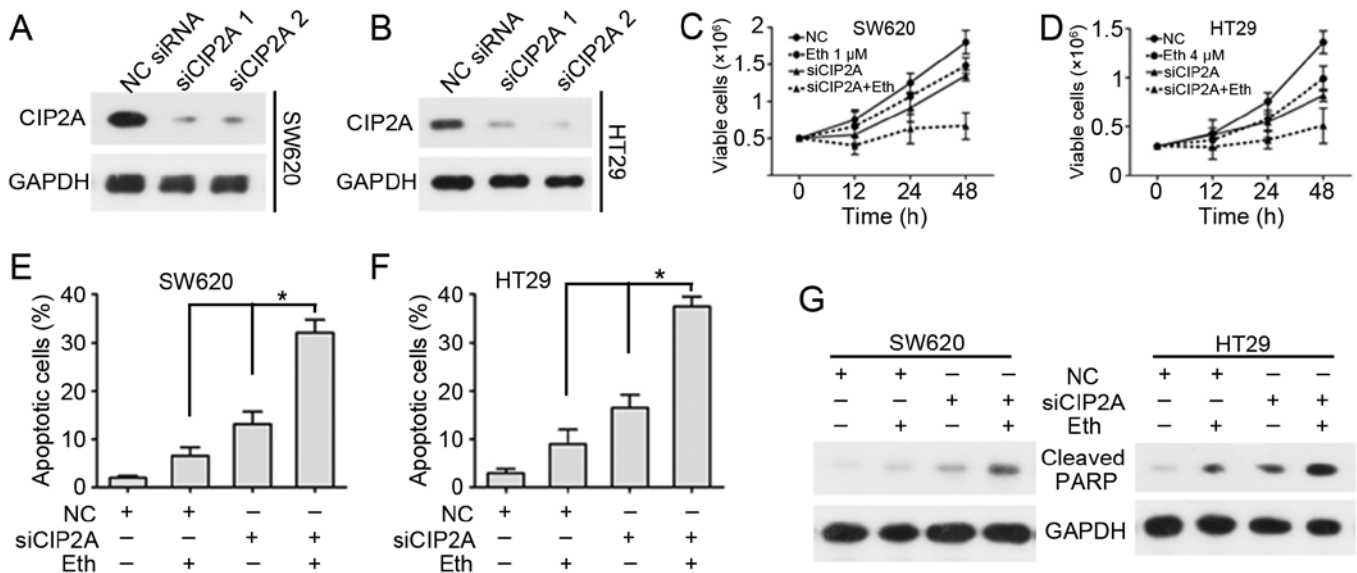 A
NC siRNA
siCIP2A 1
siCIP2A 2
CIP2A
GAPDH
SW620
B
NC siRNA
siCIP2A 1
siCIP2A 2
CIP2A
GAPDH
HT29
C
SW620
NC
Eth 1 μM
siCIP2A
siCIP2A+Eth
Viable cells (×10⁶)
2
1.5
1
0.5
0 12 24 48
Time (h)
D
HT29
NC
Eth 4 μM
siCIP2A
siCIP2A+Eth
Viable cells (×10⁶)
1.5
1.0
0.5
0
0 12 24 48
Time (h)
E
SW620
*
Apoptotic cells (%)
40
30
20
10
0
NC + + – –
siCIP2A – – + +
Eth – + – +
F
HT29
*
Apoptotic cells (%)
40
30
20
10
0
NC + + – –
siCIP2A – – + +
Eth – + – +
G
SW620 HT29
+ + – – NC + + – –
– – + + siCIP2A – – + +
– + – + Eth – + – +
Cleaved
PARP
GAPDH